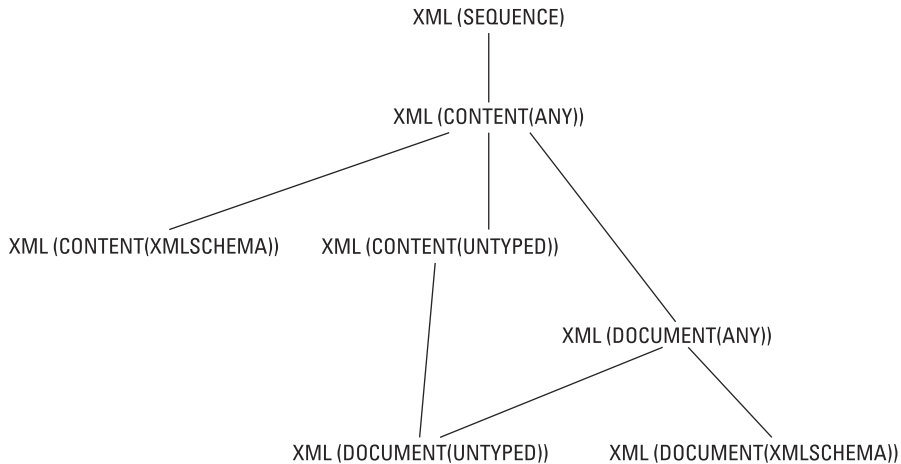 XML (SEQUENCE)
XML (CONTENT(ANY))
XML (CONTENT(XMLSCHEMA))
XML (CONTENT(UNTYPED))
XML (DOCUMENT(ANY))
XML (DOCUMENT(UNTYPED))
XML (DOCUMENT(XMLSCHEMA))